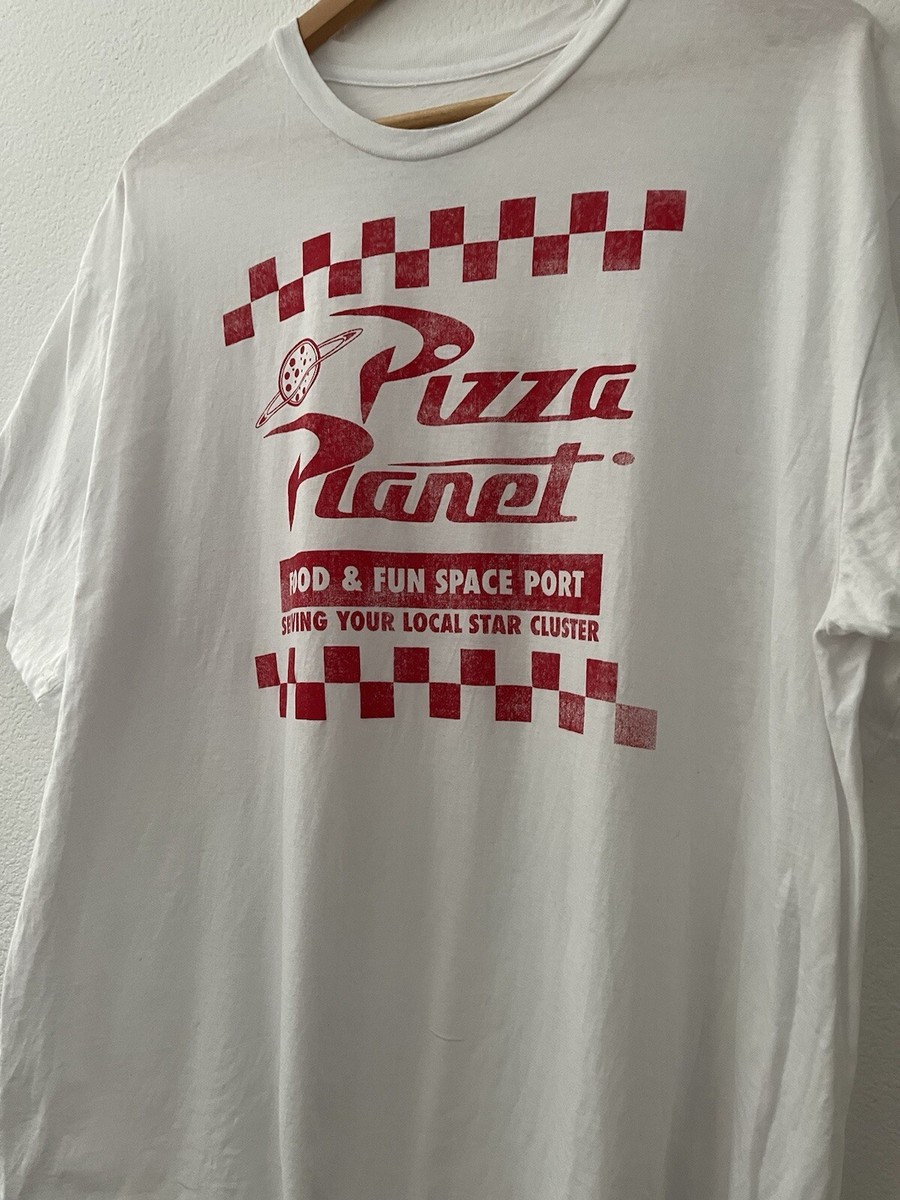 Pizza
Planet
FOOD & FUN SPACE PORT
SEVING YOUR LOCAL STAR CLUSTER